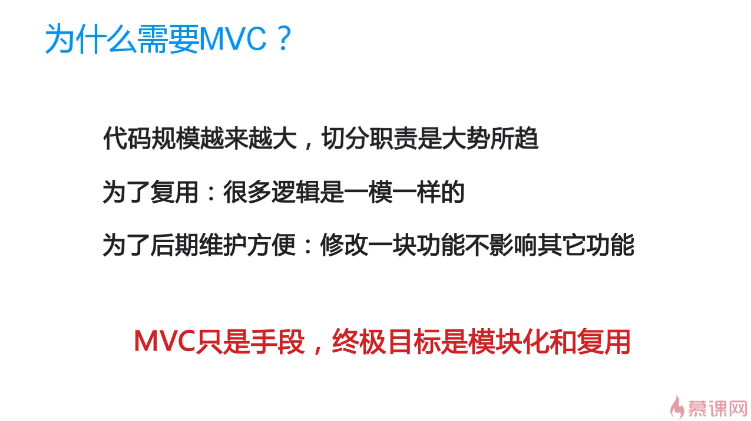 为什么需要MVC？
代码规模越来越大，切分职责是大势所趋
为了复用：很多逻辑是一模一样的
为了后期维护方便：修改一块功能不影响其它功能
MVC只是手段，终极目标是模块化和复用
慕课网